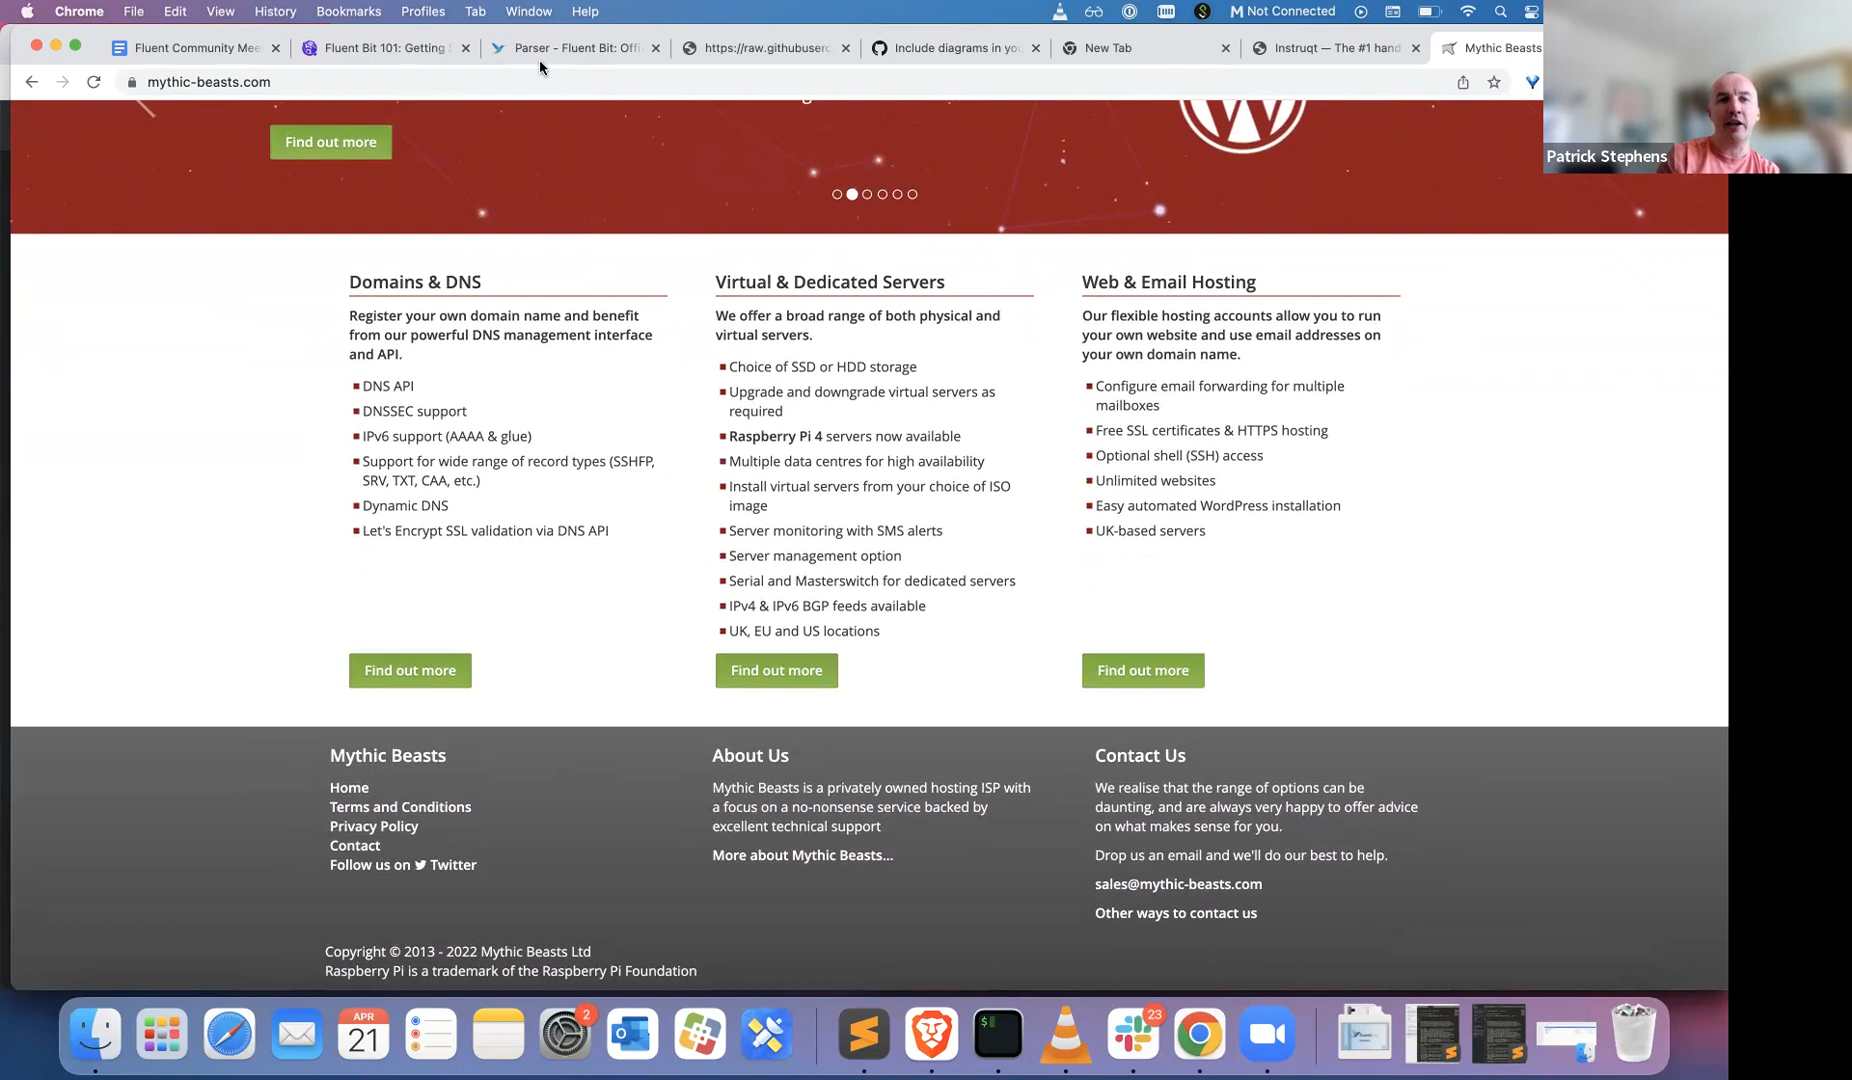 Chrome File Edit View History Bookmarks Profiles Tab Window Help Not Connected
Fluent Community Mee
Fluent Bit 101: Getting
Parser - Fluent Bit: Offi
https://raw.githubuserc
Include diagrams in you
New Tab
Instruqt — The #1 hand
Mythic Beasts
mythic-beasts.com
Find out more
Patrick Stephens
Domains & DNS
Register your own domain name and benefit
from our powerful DNS management interface
and API.
DNS API
DNSSEC support
IPv6 support (AAAA & glue)
Support for wide range of record types (SSHFP,
SRV, TXT, CAA, etc.)
Dynamic DNS
Let's Encrypt SSL validation via DNS API
Find out more
Virtual & Dedicated Servers
We offer a broad range of both physical and
virtual servers.
Choice of SSD or HDD storage
Upgrade and downgrade virtual servers as
required
Raspberry Pi 4 servers now available
Multiple data centres for high availability
Install virtual servers from your choice of ISO
image
Server monitoring with SMS alerts
Server management option
Serial and Masterswitch for dedicated servers
IPv4 & IPv6 BGP feeds available
UK, EU and US locations
Find out more
Web & Email Hosting
Our flexible hosting accounts allow you to run
your own website and use email addresses on
your own domain name.
Configure email forwarding for multiple
mailboxes
Free SSL certificates & HTTPS hosting
Optional shell (SSH) access
Unlimited websites
Easy automated WordPress installation
UK-based servers
Find out more
Mythic Beasts
Home
Terms and Conditions
Privacy Policy
Contact
Follow us on Twitter
About Us
Mythic Beasts is a privately owned hosting ISP with
a focus on a no-nonsense service backed by
excellent technical support
More about Mythic Beasts...
Contact Us
We realise that the range of options can be
daunting, and are always very happy to offer advice
on what makes sense for you.
Drop us an email and we'll do our best to help.
sales@mythic-beasts.com
Other ways to contact us
Copyright © 2013 - 2022 Mythic Beasts Ltd
Raspberry Pi is a trademark of the Raspberry Pi Foundation
APR
21
2
23